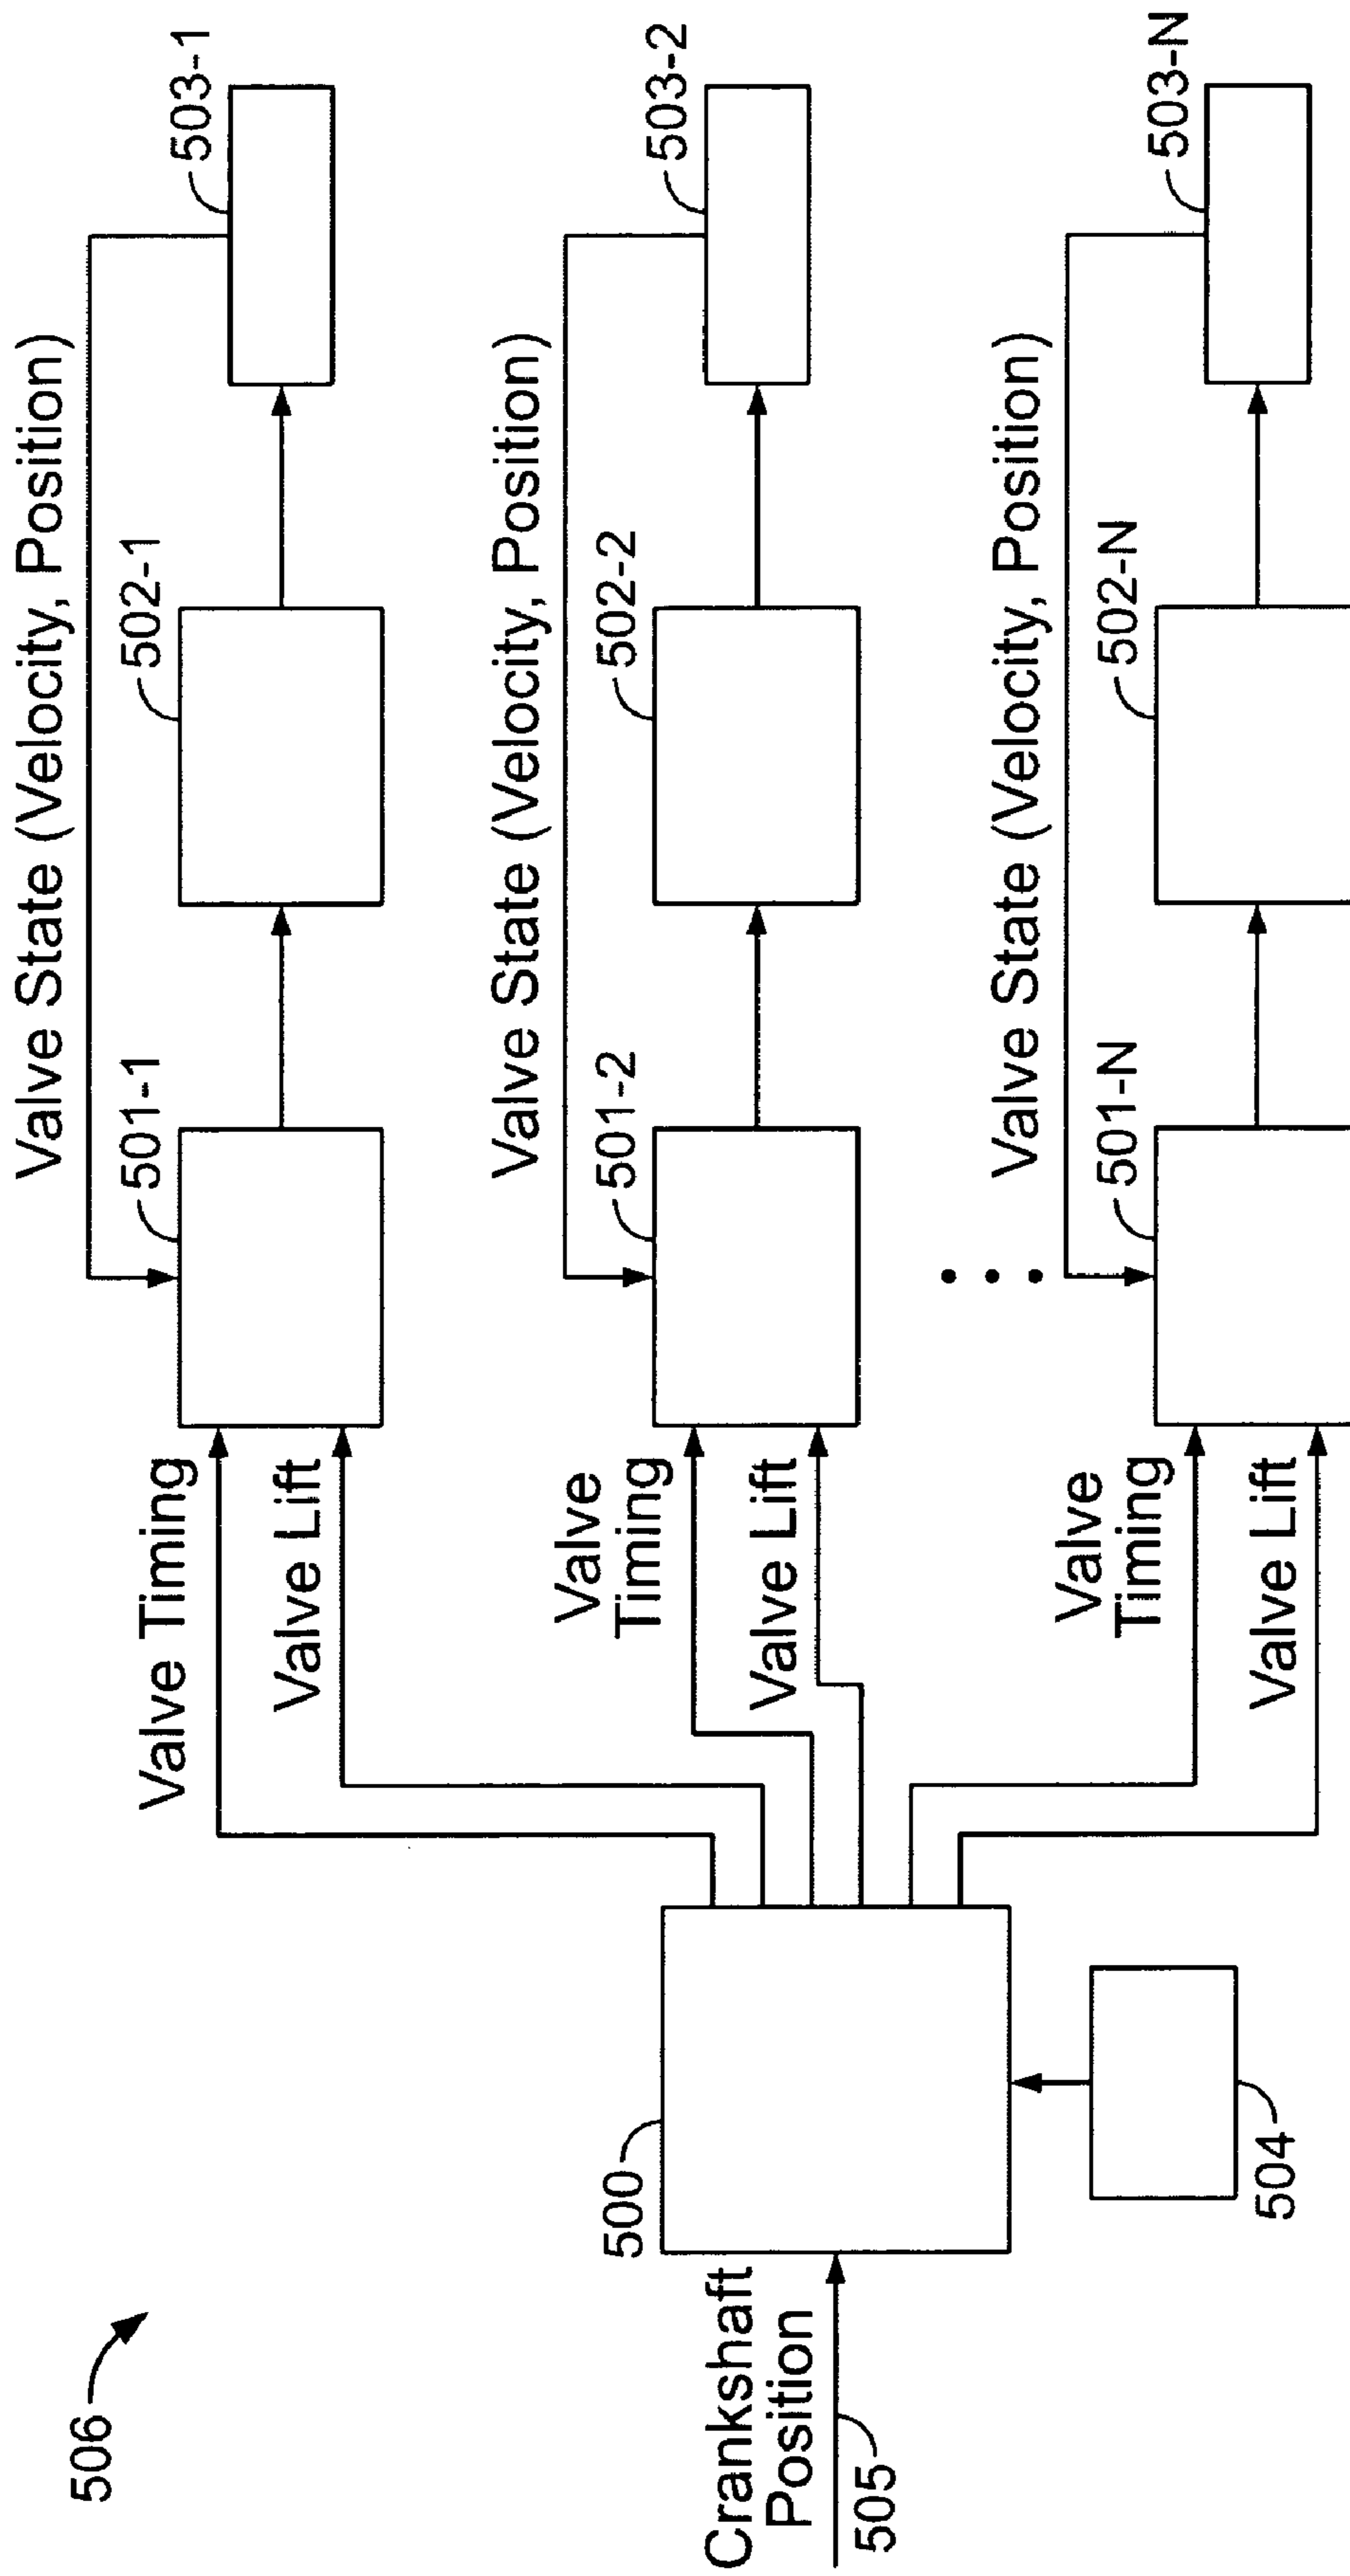 506
Valve State (Velocity, Position)
501-1
502-1
503-1
Valve Timing
Valve Lift
Valve State (Velocity, Position)
501-2
502-2
503-2
Valve
Timing
Valve Lift
Valve State (Velocity, Position)
501-N
502-N
503-N
Valve
Timing
Valve Lift
500
Crankshaft
Position
505
504